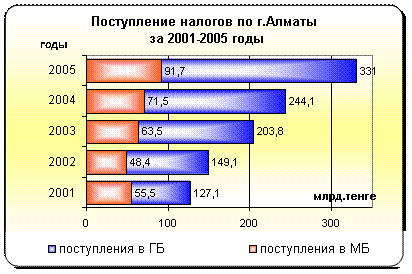 Поступление налогов по г.Алматы
за 2001-2005 годы
годы
2005 91,7 331
2004 71,5 244,1
2003 63,5 203,8
2002 48,4 149,1
2001 55,5 127,1
млрд.тенге
0 100 200 300
поступления в ГБ поступления в МБ